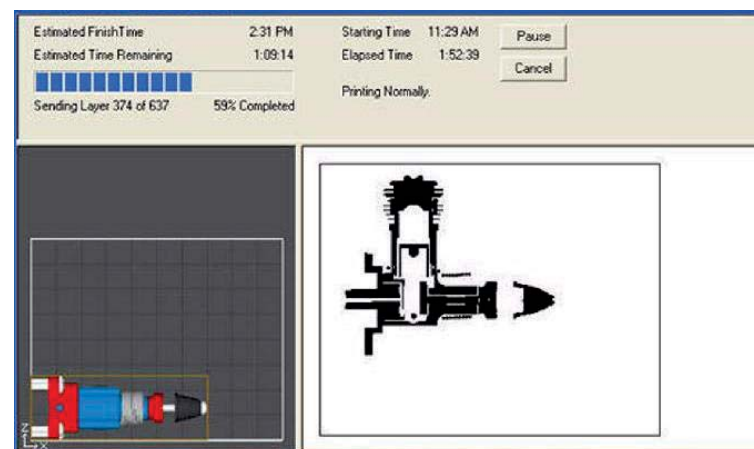 Estimated FinishTime 2:31 PM
Estimated Time Remaining 1:09:14
Sending Layer 374 of 637 59% Completed
Starting Time 11:29 AM
Elapsed Time 1:52:39
Printing Normally.
Pause
Cancel
Z
X